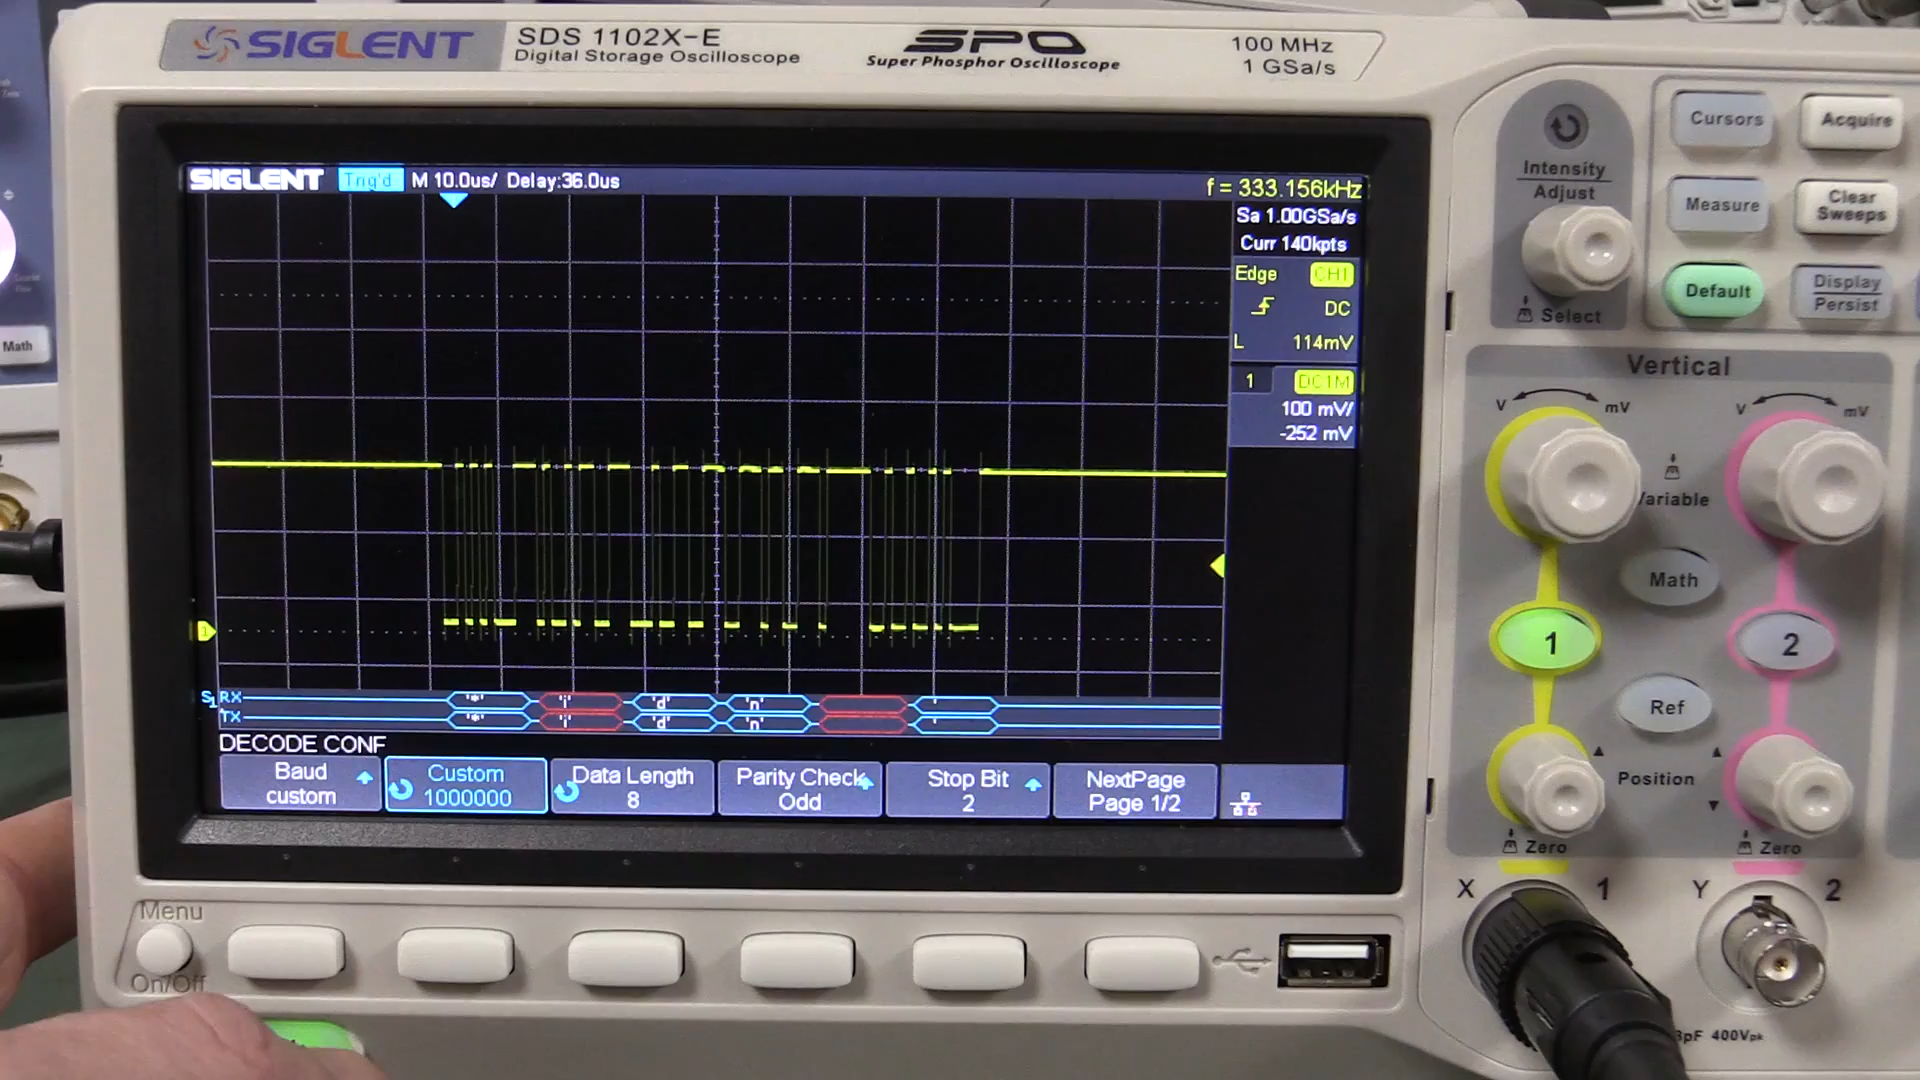 SIGLENT
SDS 1102X-E
Digital Storage Oscilloscope
SPO
Super Phosphor Oscilloscope
100 MHz
1 GSa/s
SIGLENT Trig'd M 10.0us/ Delay:36.0us
f = 333.156kHz
Sa 1.00GSa/s
Curr 140kpts
Edge CH1
DC
L 114mV
1 DC1M
100 mV/
-252 mV
1
S1 RX '*' 'i' 'd' 'n'
TX '*' 'i' 'd' 'n'
DECODE CONF
Baud
custom
Custom
1000000
Data Length
8
Parity Check
Odd
Stop Bit
2
NextPage
Page 1/2
Menu
On/Off
Intensity
Adjust
Select
Cursors
Acquire
Measure
Clear
Sweeps
Default
Display
Persist
Vertical
V mV
V mV
Variable
Math
1
2
Ref
Position
Zero
Zero
X 1
Y 2
3pF 400Vpk
Math